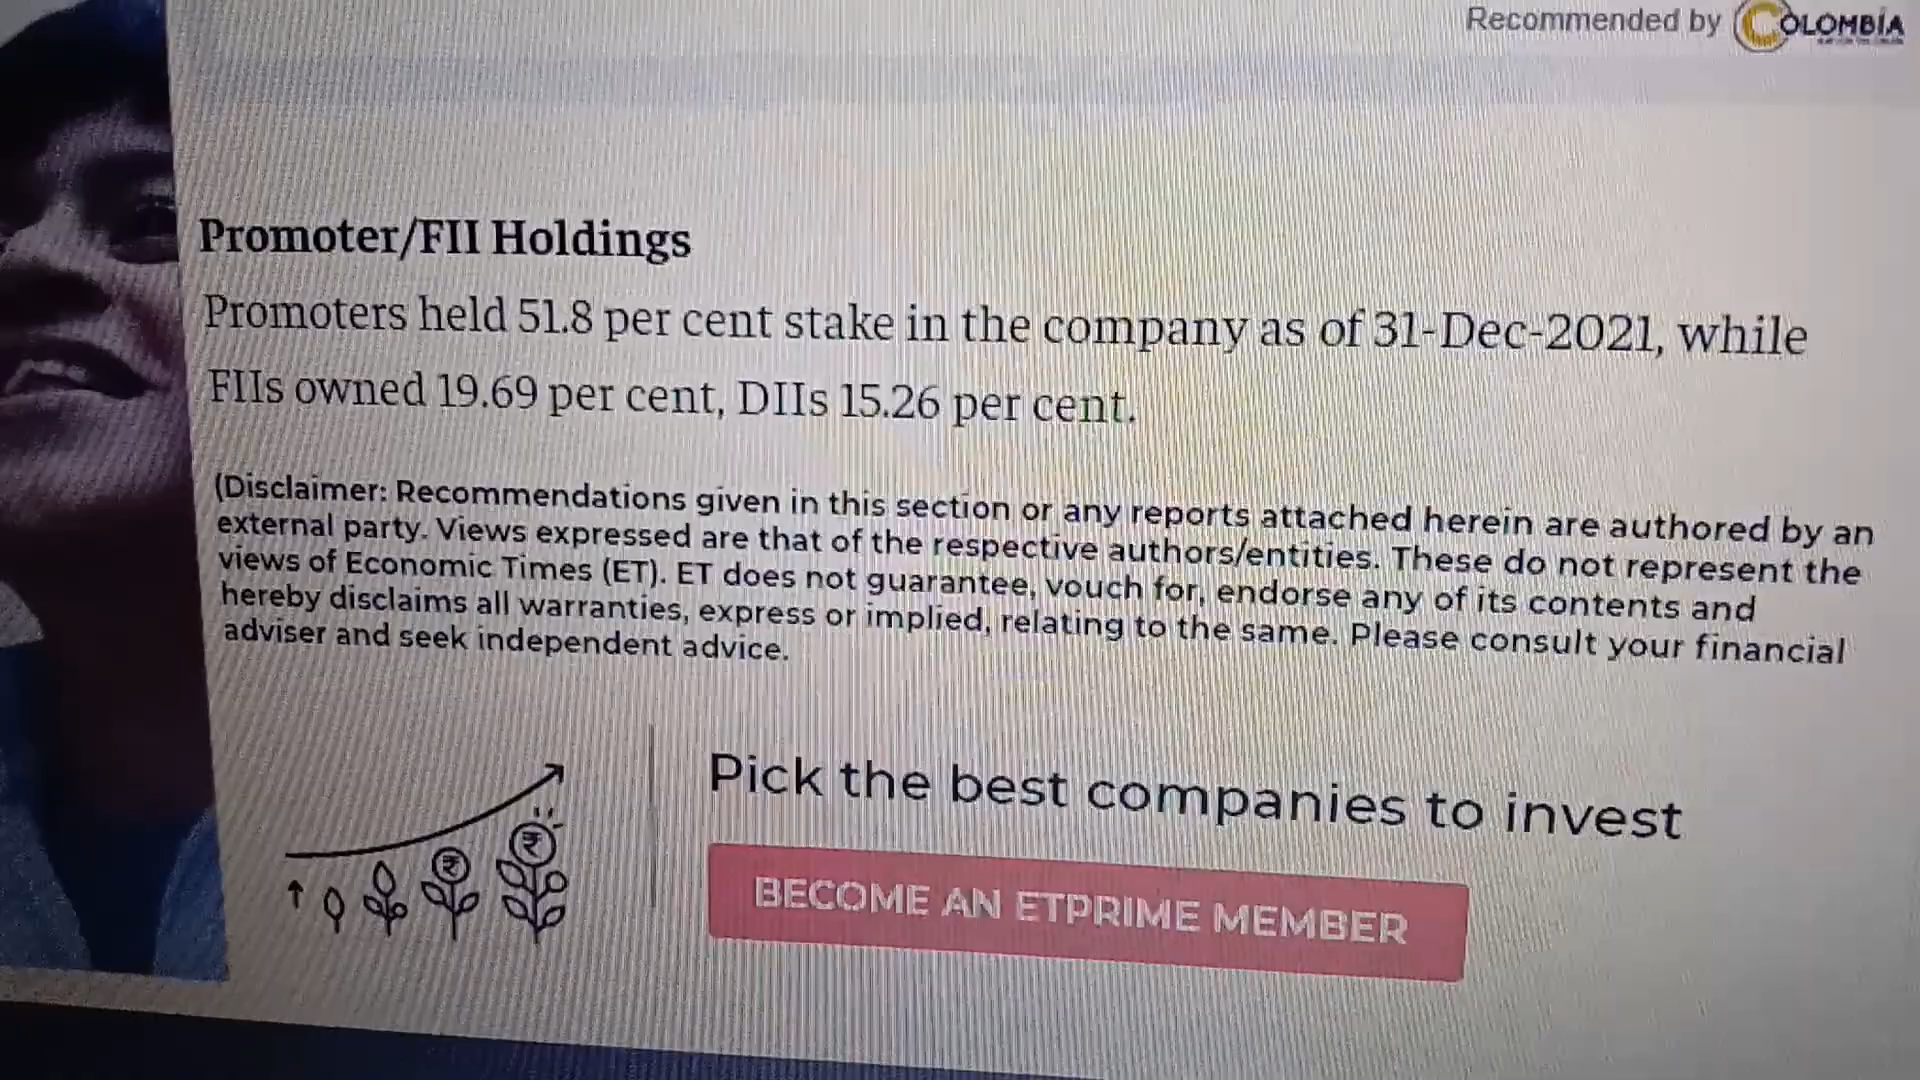 Recommended by COLOMBIA
Promoter/FII Holdings
Promoters held 51.8 per cent stake in the company as of 31-Dec-2021, while
FIIs owned 19.69 per cent, DIIs 15.26 per cent.
(Disclaimer: Recommendations given in this section or any reports attached herein are authored by an
external party. Views expressed are that of the respective authors/entities. These do not represent the
views of Economic Times (ET). ET does not guarantee, vouch for, endorse any of its contents and
hereby disclaims all warranties, express or implied, relating to the same. Please consult your financial
adviser and seek independent advice.
Pick the best companies to invest
₹ ₹
BECOME AN ETPRIME MEMBER